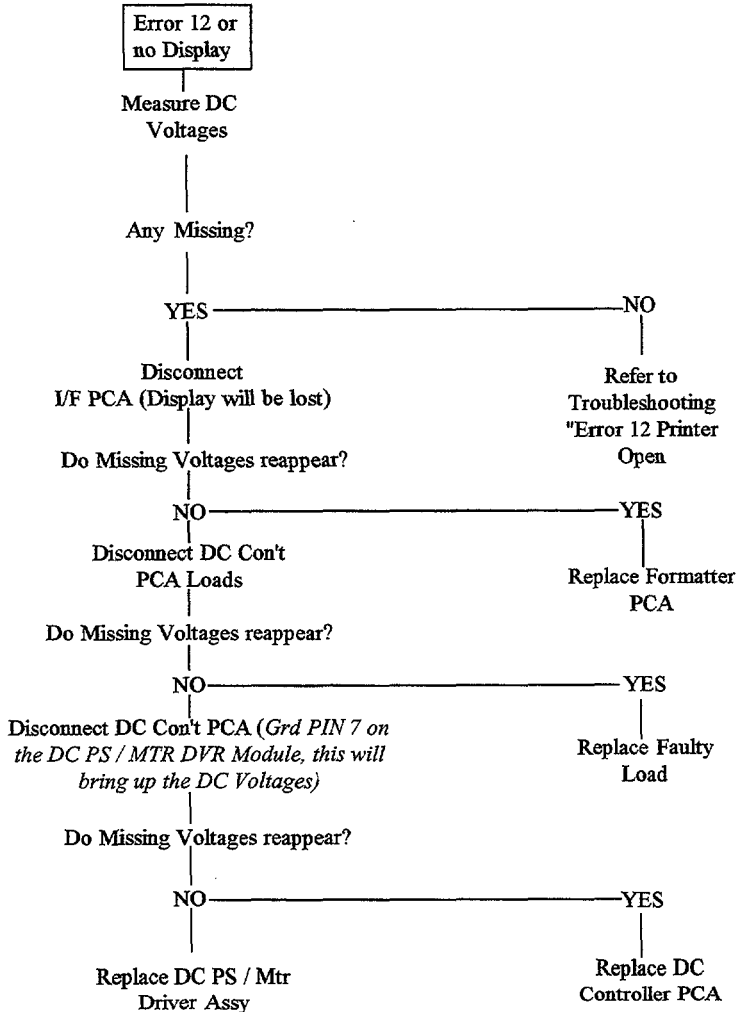 Error 12 or
no Display
Measure DC
Voltages
Any Missing?
YES
NO
Disconnect
I/F PCA (Display will be lost)
Refer to
Troubleshooting
"Error 12 Printer
Open
Do Missing Voltages reappear?
NO
YES
Disconnect DC Con't
PCA Loads
Replace Formatter
PCA
Do Missing Voltages reappear?
NO
YES
Disconnect DC Con't PCA (Grd PIN 7 on
the DC PS / MTR DVR Module, this will
bring up the DC Voltages)
Replace Faulty
Load
Do Missing Voltages reappear?
NO
YES
Replace DC PS / Mtr
Driver Assy
Replace DC
Controller PCA